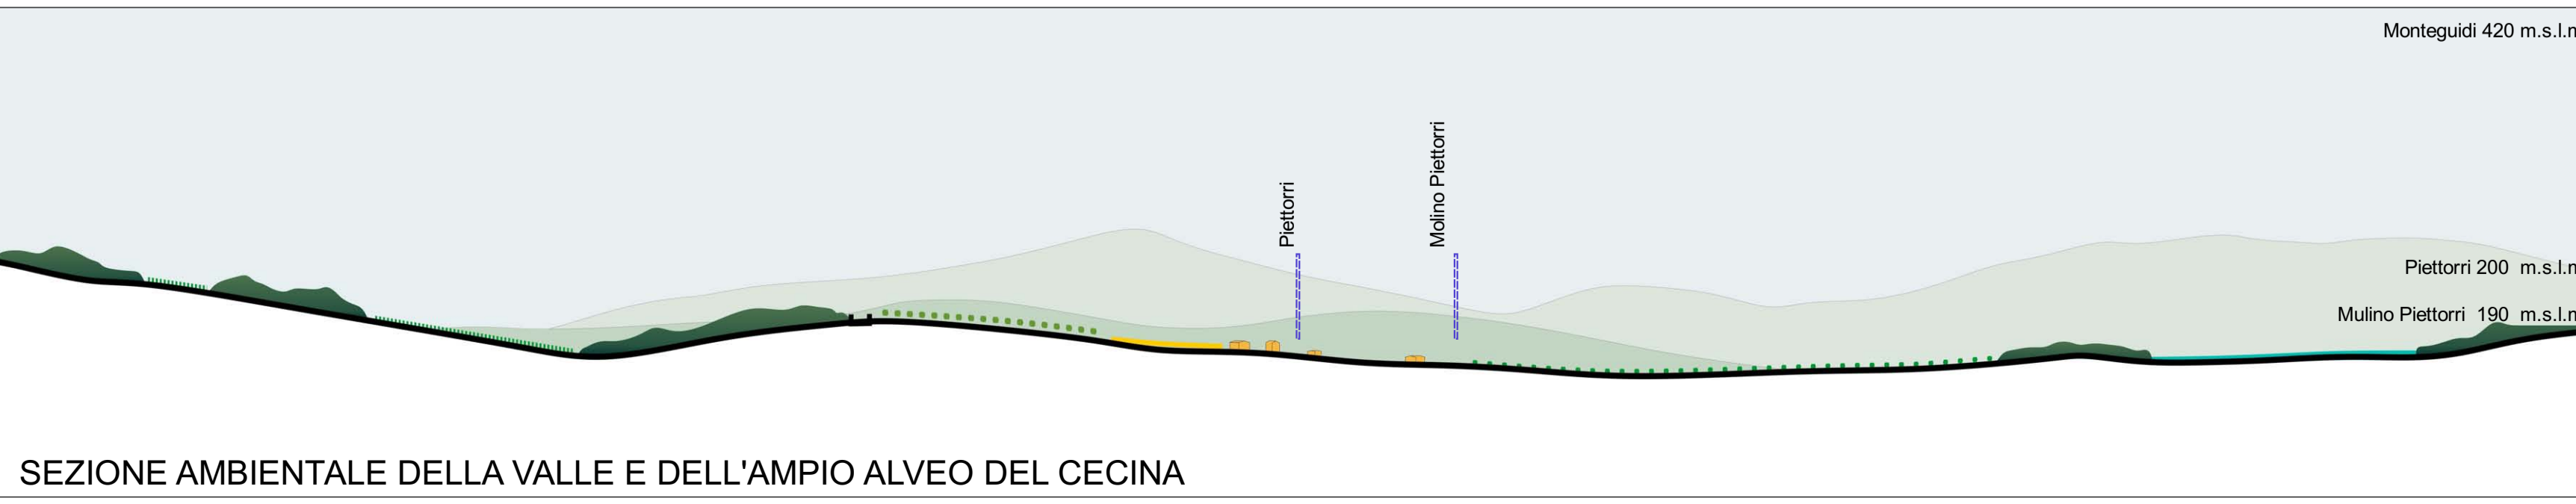 Monteguidi 420 m.s.l.m
Piettorri
Molino Piettorri
Piettorri 200 m.s.l.m
Mulino Piettorri 190 m.s.l.m
SEZIONE AMBIENTALE DELLA VALLE E DELL'AMPIO ALVEO DEL CECINA